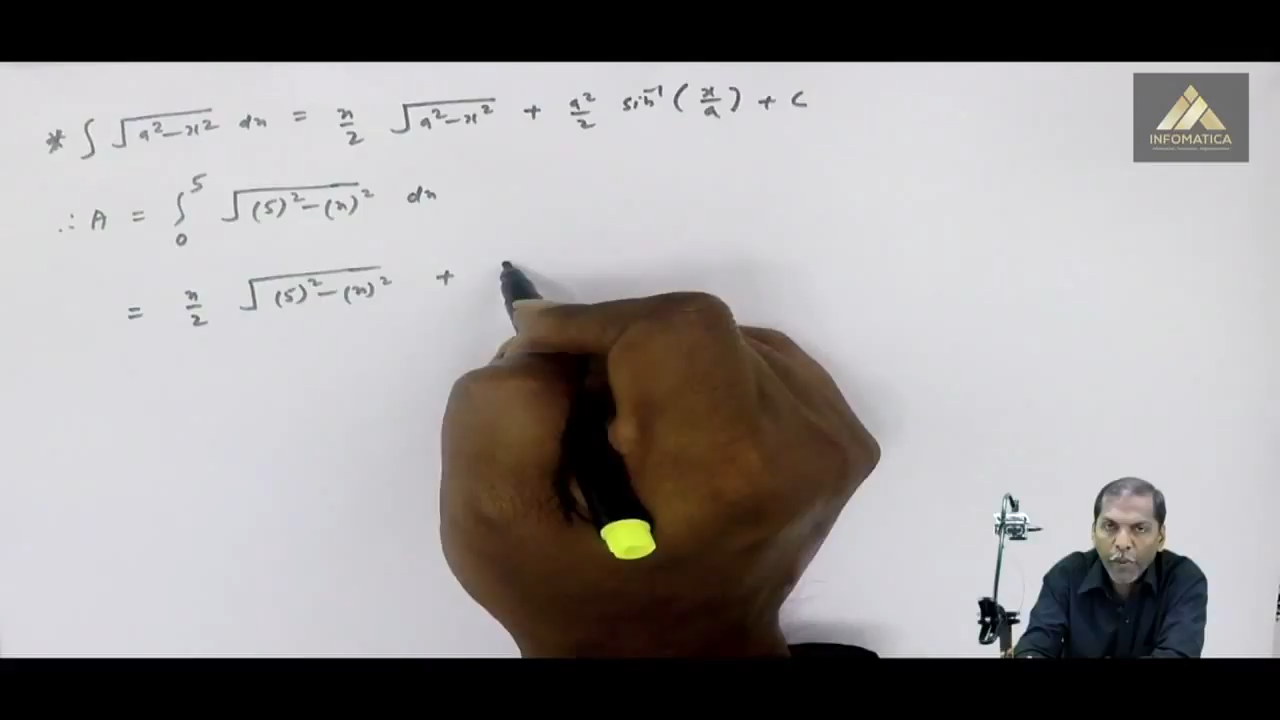 * ∫ √(a² − x²) dx = x/2 √(a² − x²) + a²/2 sin⁻¹ (x/a) + c
∴ A = ∫₀⁵ √((5)² − (x)²) dx
= x/2 √((5)² − (x)²) +
INFOMATICA